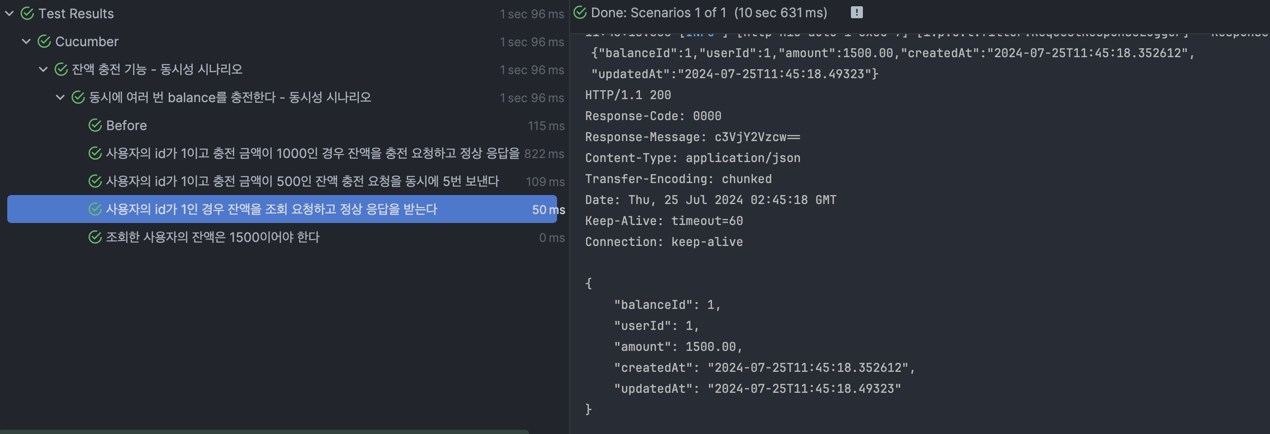 Test Results 1 sec 96 ms
Cucumber 1 sec 96 ms
잔액 충전 기능 - 동시성 시나리오 1 sec 96 ms
동시에 여러 번 balance를 충전한다 - 동시성 시나리오 1 sec 96 ms
Before 115 ms
사용자의 id가 1이고 충전 금액이 1000인 경우 잔액을 충전 요청하고 정상 응답을 822 ms
사용자의 id가 1이고 충전 금액이 500인 잔액 충전 요청을 동시에 5번 보낸다 109 ms
사용자의 id가 1인 경우 잔액을 조회 요청하고 정상 응답을 받는다 50 ms
조회한 사용자의 잔액은 1500이어야 한다 0 ms
Done: Scenarios 1 of 1 (10 sec 631 ms)
{"balanceId":1,"userId":1,"amount":1500.00,"createdAt":"2024-07-25T11:45:18.352612",
"updatedAt":"2024-07-25T11:45:18.49323"}
HTTP/1.1 200
Response-Code: 0000
Response-Message: c3VjY2Vzcw==
Content-Type: application/json
Transfer-Encoding: chunked
Date: Thu, 25 Jul 2024 02:45:18 GMT
Keep-Alive: timeout=60
Connection: keep-alive
{
"balanceId": 1,
"userId": 1,
"amount": 1500.00,
"createdAt": "2024-07-25T11:45:18.352612",
"updatedAt": "2024-07-25T11:45:18.49323"
}